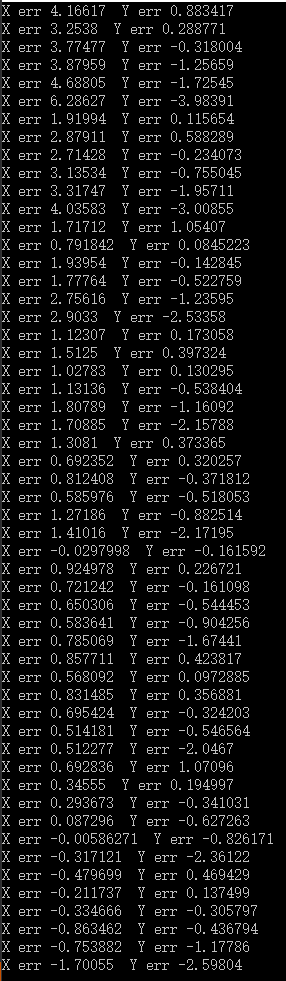 X err 4.16617  Y err 0.883417
X err 3.2538  Y err 0.288771
X err 3.77477  Y err -0.318004
X err 3.87959  Y err -1.25659
X err 4.68805  Y err -1.72545
X err 6.28627  Y err -3.98391
X err 1.91994  Y err 0.115654
X err 2.87911  Y err 0.588289
X err 2.71428  Y err -0.234073
X err 3.13534  Y err -0.755045
X err 3.31747  Y err -1.95711
X err 4.03583  Y err -3.00855
X err 1.71712  Y err 1.05407
X err 0.791842  Y err 0.0845223
X err 1.93954  Y err -0.142845
X err 1.77764  Y err -0.522759
X err 2.75616  Y err -1.23595
X err 2.9033  Y err -2.53358
X err 1.12307  Y err 0.173058
X err 1.5125  Y err 0.397324
X err 1.02783  Y err 0.130295
X err 1.13136  Y err -0.538404
X err 1.80789  Y err -1.16092
X err 1.70885  Y err -2.15788
X err 1.3081  Y err 0.373365
X err 0.692352  Y err 0.320257
X err 0.812408  Y err -0.371812
X err 0.585976  Y err -0.518053
X err 1.27186  Y err -0.882514
X err 1.41016  Y err -2.17195
X err -0.0297998  Y err -0.161592
X err 0.924978  Y err 0.226721
X err 0.721242  Y err -0.161098
X err 0.650306  Y err -0.544453
X err 0.583641  Y err -0.904256
X err 0.785069  Y err -1.67441
X err 0.857711  Y err 0.423817
X err 0.568092  Y err 0.0972885
X err 0.831485  Y err 0.356881
X err 0.695424  Y err -0.324203
X err 0.514181  Y err -0.546564
X err 0.512277  Y err -2.0467
X err 0.692836  Y err 1.07096
X err 0.34555  Y err 0.194997
X err 0.293673  Y err -0.341031
X err 0.087296  Y err -0.627263
X err -0.00586271  Y err -0.826171
X err -0.317121  Y err -2.36122
X err -0.479699  Y err 0.469429
X err -0.211737  Y err 0.137499
X err -0.334666  Y err -0.305797
X err -0.863462  Y err -0.436794
X err -0.753882  Y err -1.17786
X err -1.70055  Y err -2.59804